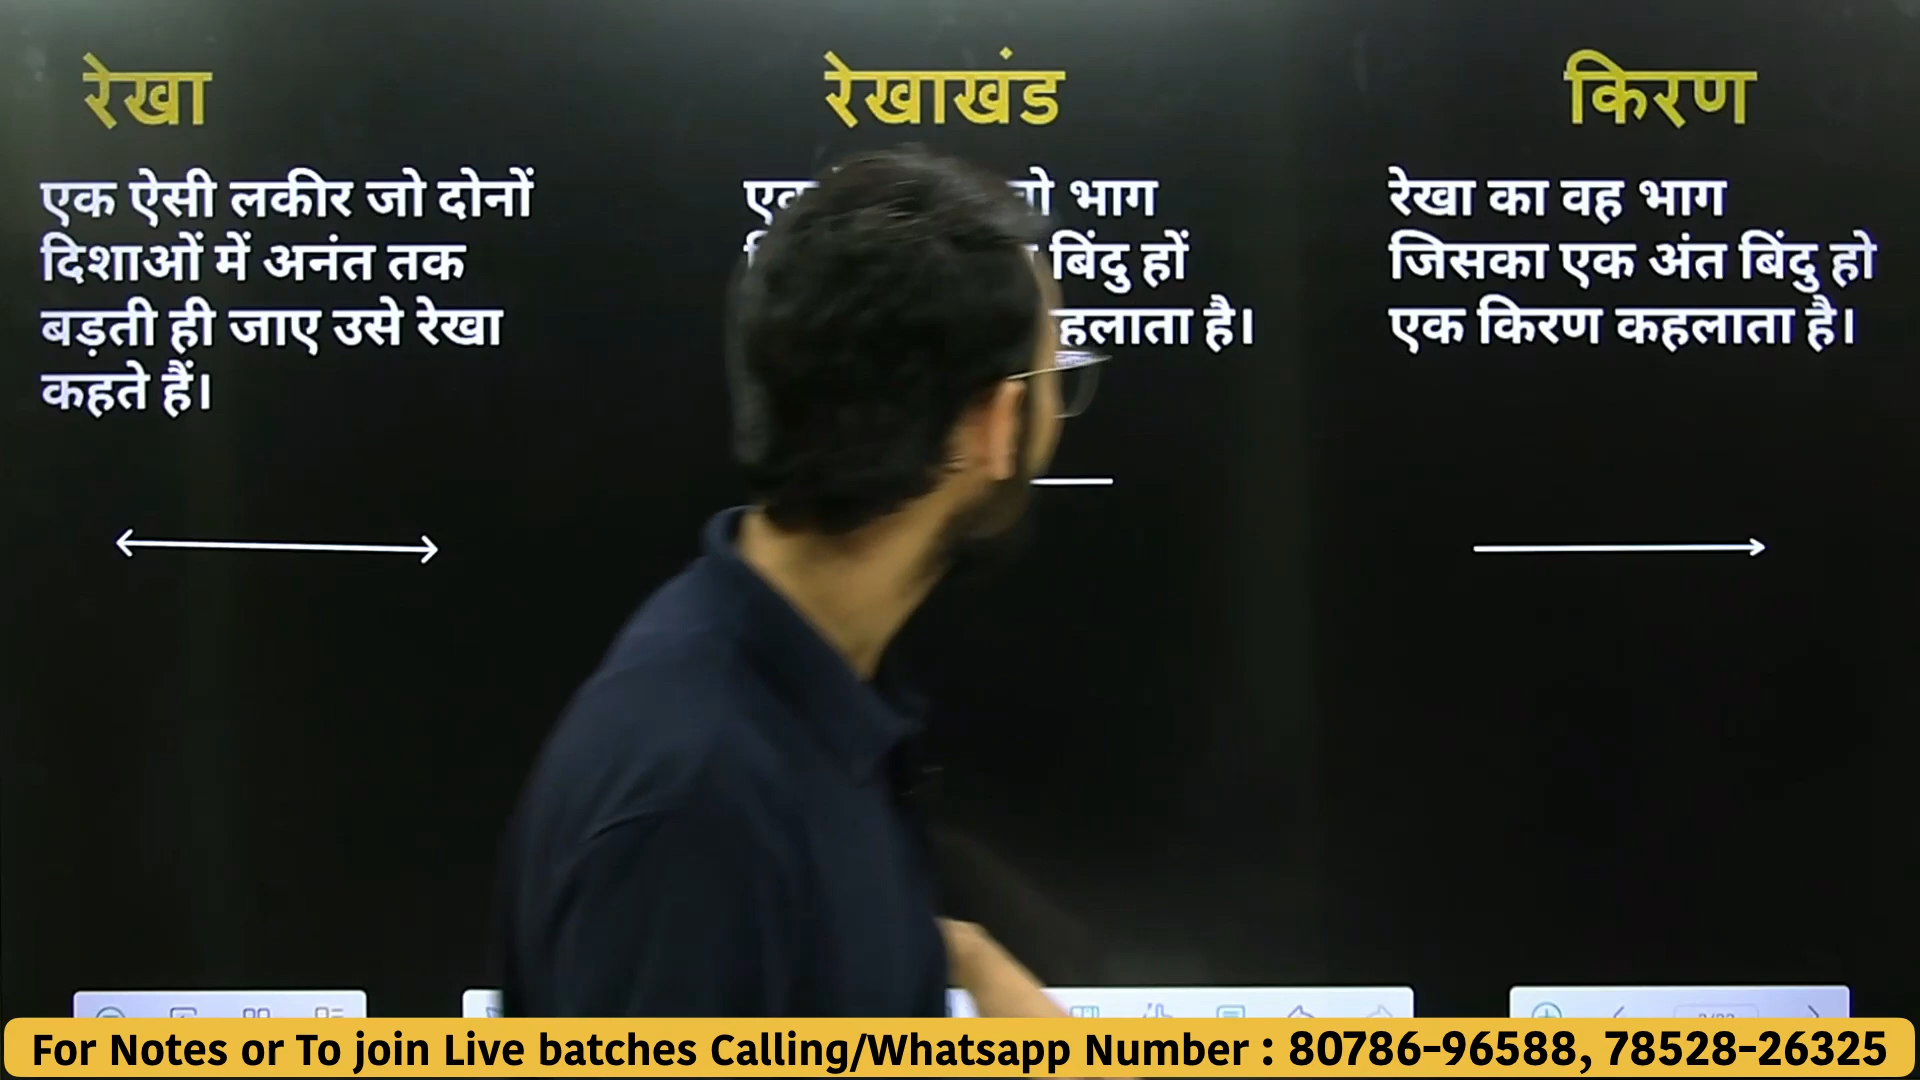 रेखा
एक ऐसी लकीर जो दोनों
दिशाओं में अनंत तक
बड़ती ही जाए उसे रेखा
कहते हैं।
रेखाखंड
भाग
बिंदु हों
है।
किरण
रेखा का वह भाग
जिसका एक अंत बिंदु हो
एक किरण कहलाता है।
For Notes or To join Live batches Calling/Whatsapp Number : 80786-96588, 78528-26325